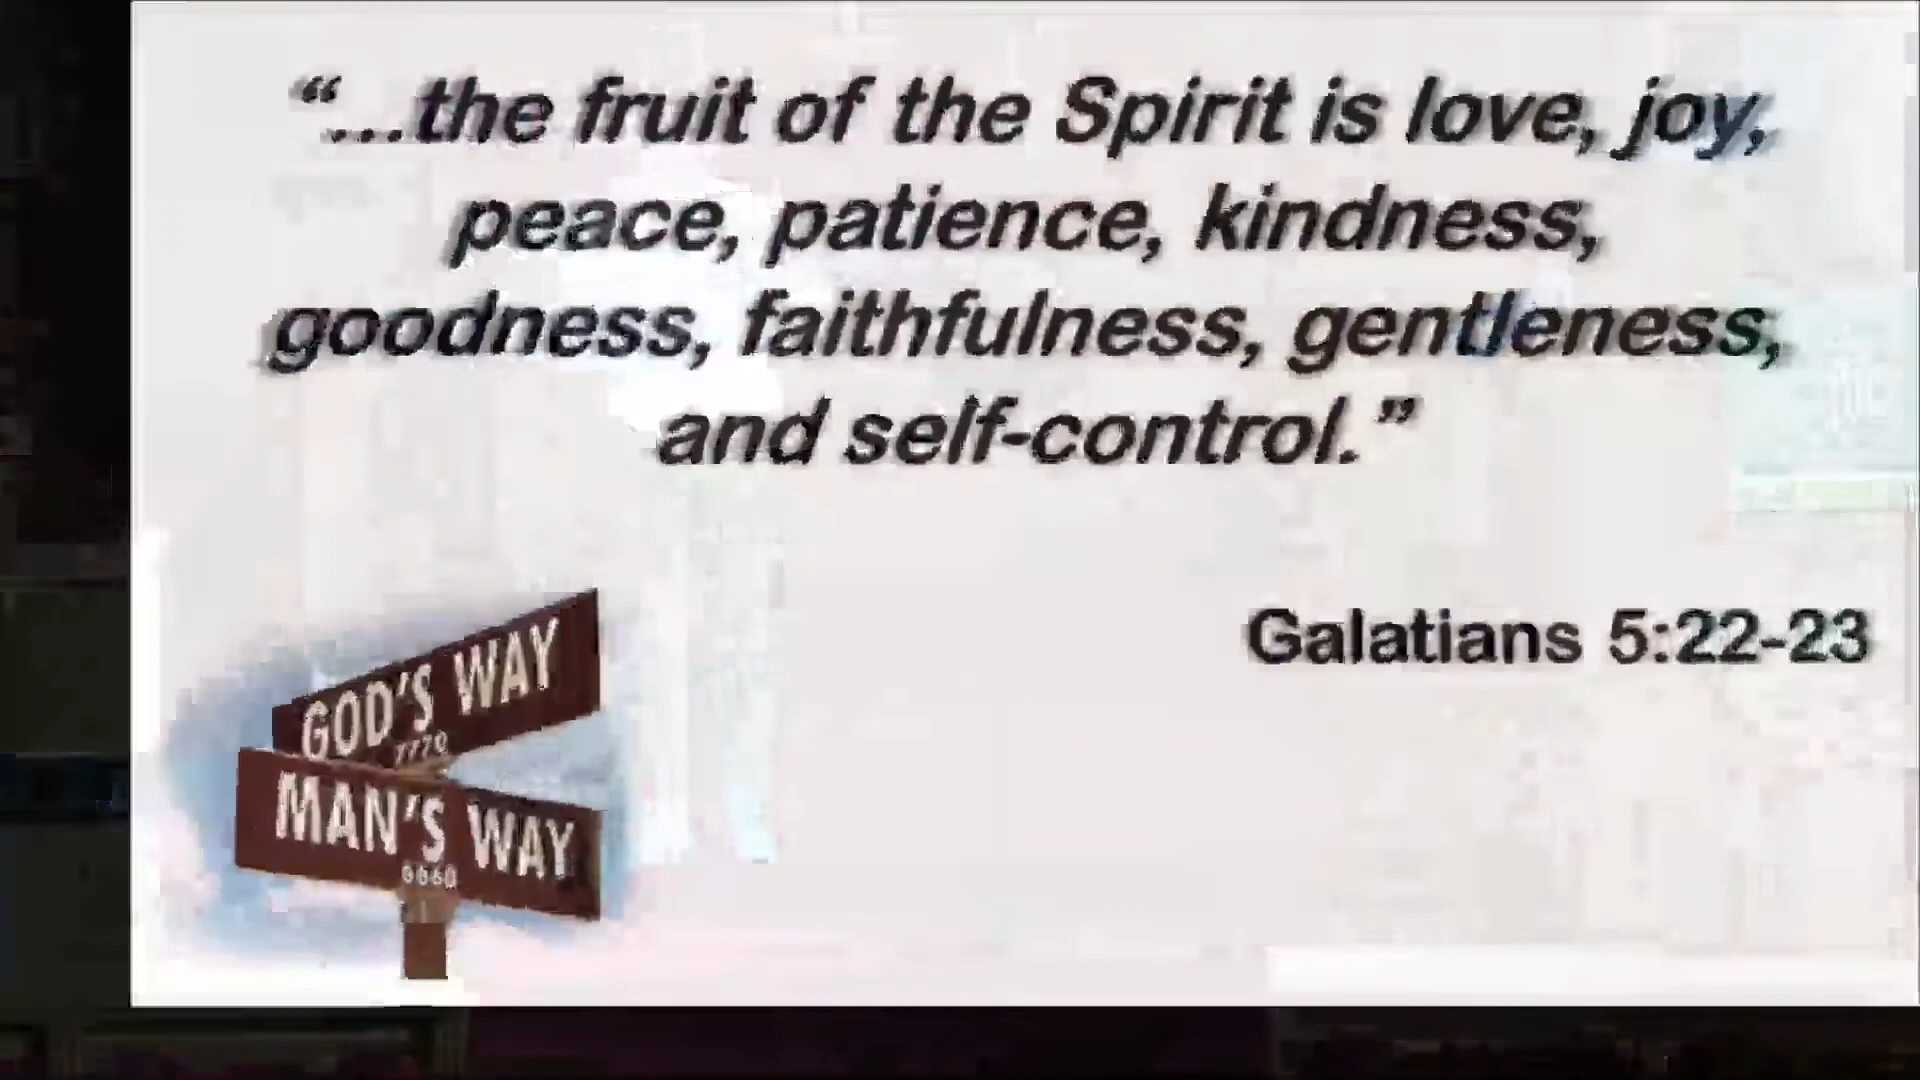 “...the fruit of the Spirit is love, joy,
peace, patience, kindness,
goodness, faithfulness, gentleness,
and self-control.”
Galatians 5:22-23
GOD'S WAY
7770
MAN'S WAY